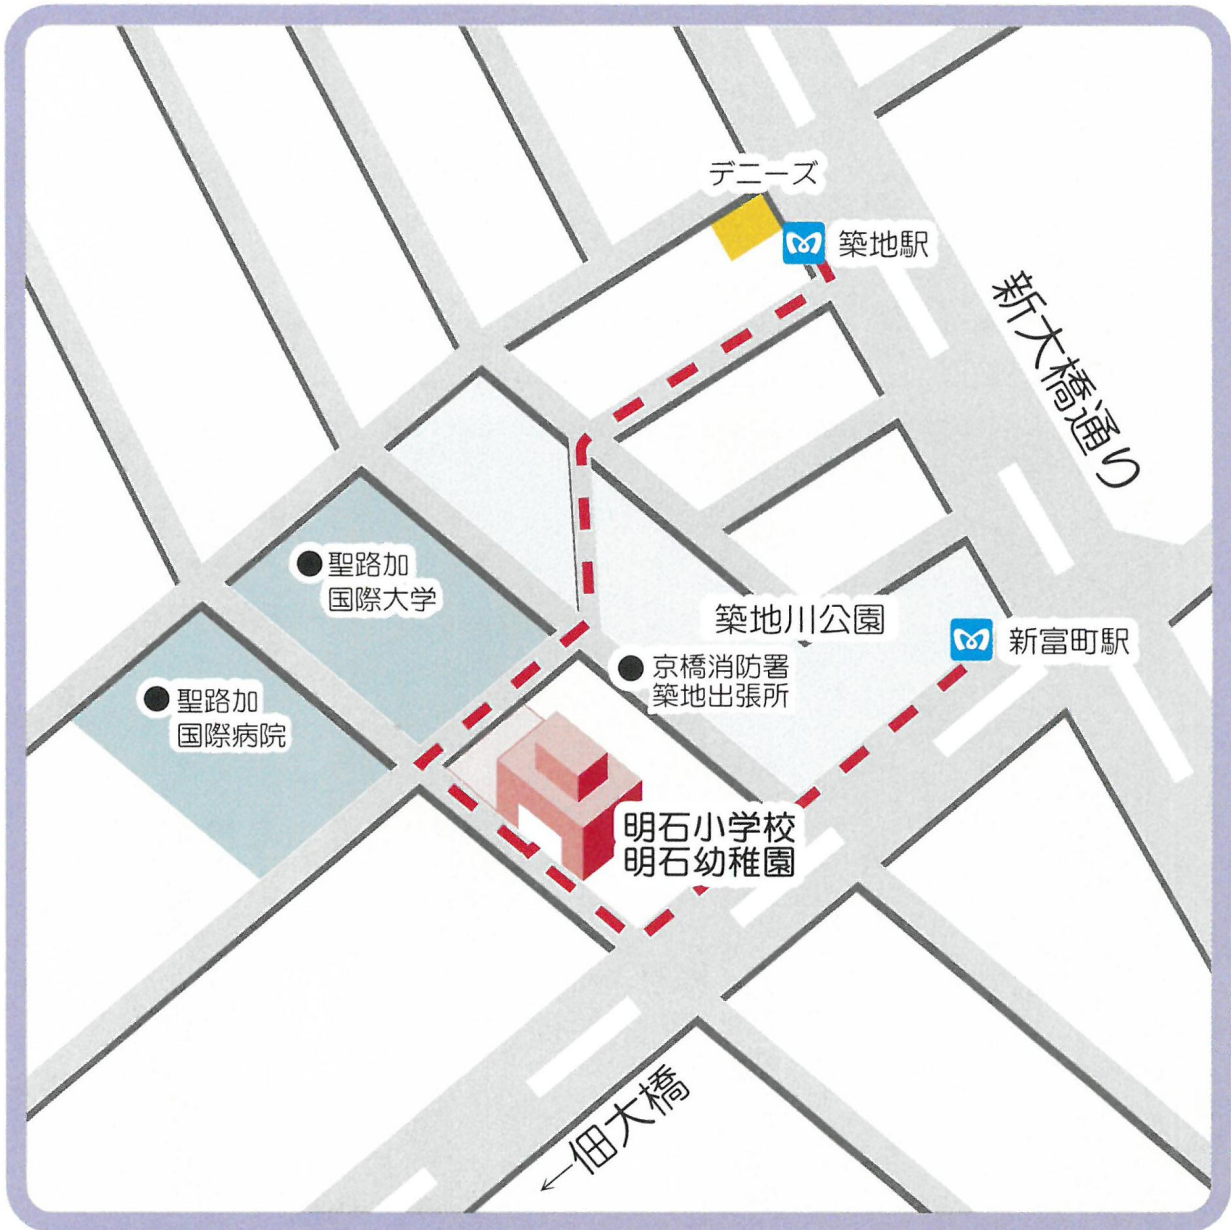 デニーズ
築地駅
新大橋通り
聖路加
国際大学
築地川公園
新富町駅
京橋消防署
築地出張所
聖路加
国際病院
明石小学校
明石幼稚園
←佃大橋